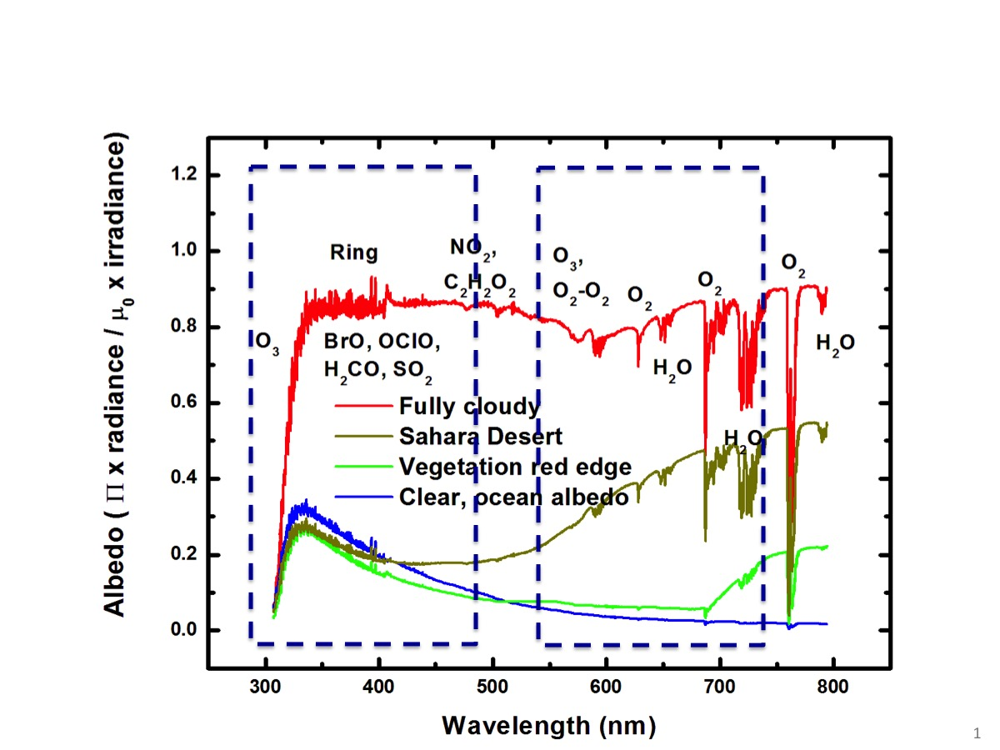 Albedo ( Π x radiance / μ₀ x irradiance)
1.2
1.0
0.8
0.6
0.4
0.2
0.0
Ring
NO₂,
C₂H₂O₂
O₃,
O₂-O₂
O₂
O₂
O₂
O₃
BrO, OClO,
H₂CO, SO₂
H₂O
H₂O
H₂O
Fully cloudy
Sahara Desert
Vegetation red edge
Clear, ocean albedo
300 400 500 600 700 800
Wavelength (nm)
1